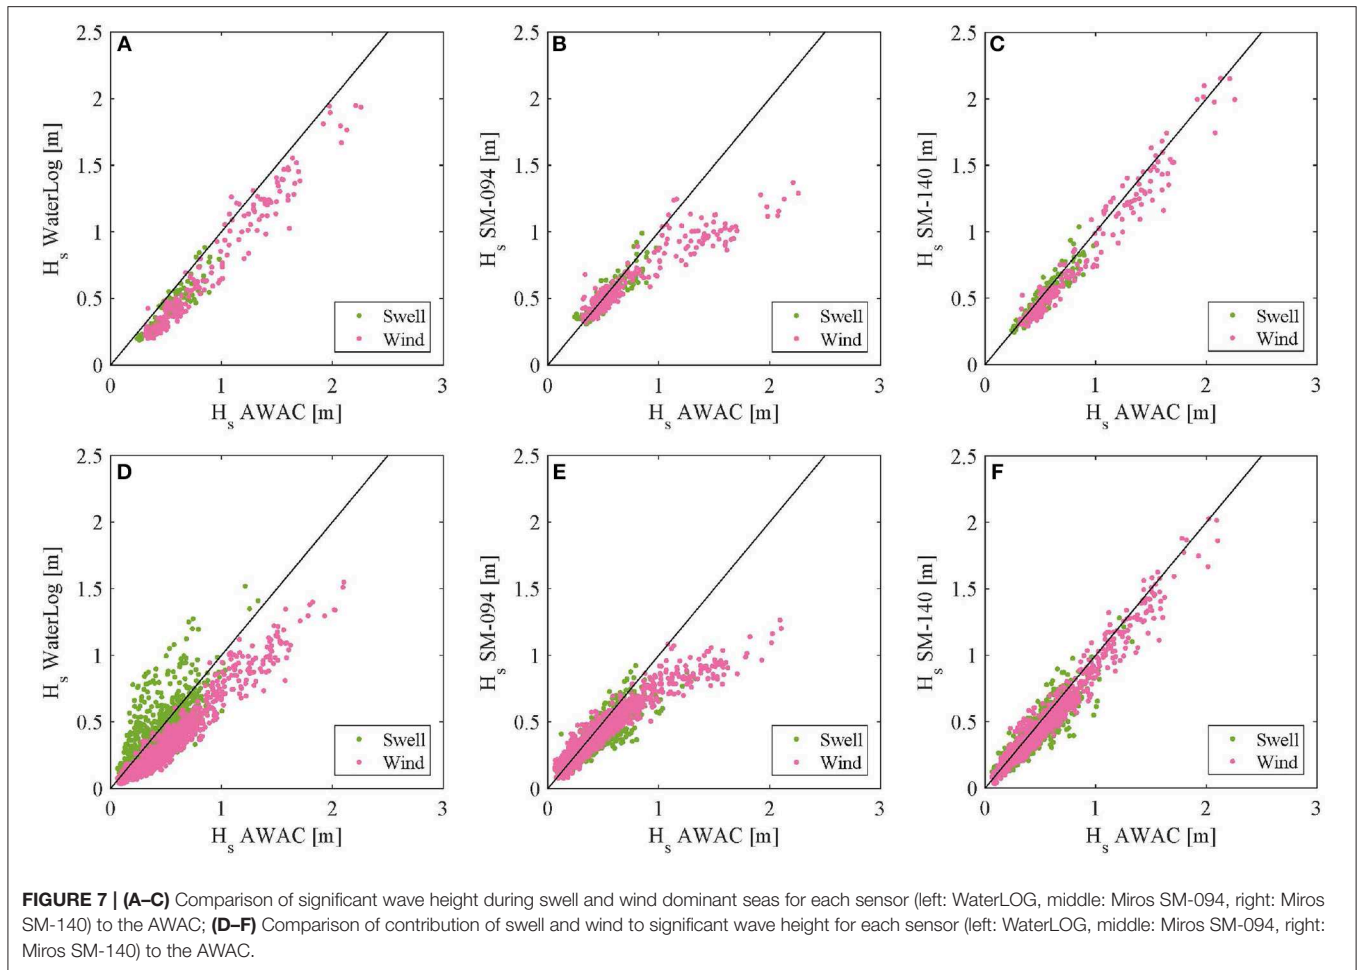 A
B
C
2.5
2
1.5
1
0.5
0
H_s WaterLog [m]
Swell
Wind
0 1 2 3
H_s AWAC [m]
2.5
2
1.5
1
0.5
0
H_s SM-094 [m]
Swell
Wind
0 1 2 3
H_s AWAC [m]
2.5
2
1.5
1
0.5
0
H_s SM-140 [m]
Swell
Wind
0 1 2 3
H_s AWAC [m]
D
E
F
2.5
2
1.5
1
0.5
0
H_s WaterLog [m]
Swell
Wind
0 1 2 3
H_s AWAC [m]
2.5
2
1.5
1
0.5
0
H_s SM-094 [m]
Swell
Wind
0 1 2 3
H_s AWAC [m]
2.5
2
1.5
1
0.5
0
H_s SM-140 [m]
Swell
Wind
0 1 2 3
H_s AWAC [m]
FIGURE 7 | (A–C) Comparison of significant wave height during swell and wind dominant seas for each sensor (left: WaterLOG, middle: Miros SM-094, right: Miros
SM-140) to the AWAC; (D–F) Comparison of contribution of swell and wind to significant wave height for each sensor (left: WaterLOG, middle: Miros SM-094, right:
Miros SM-140) to the AWAC.